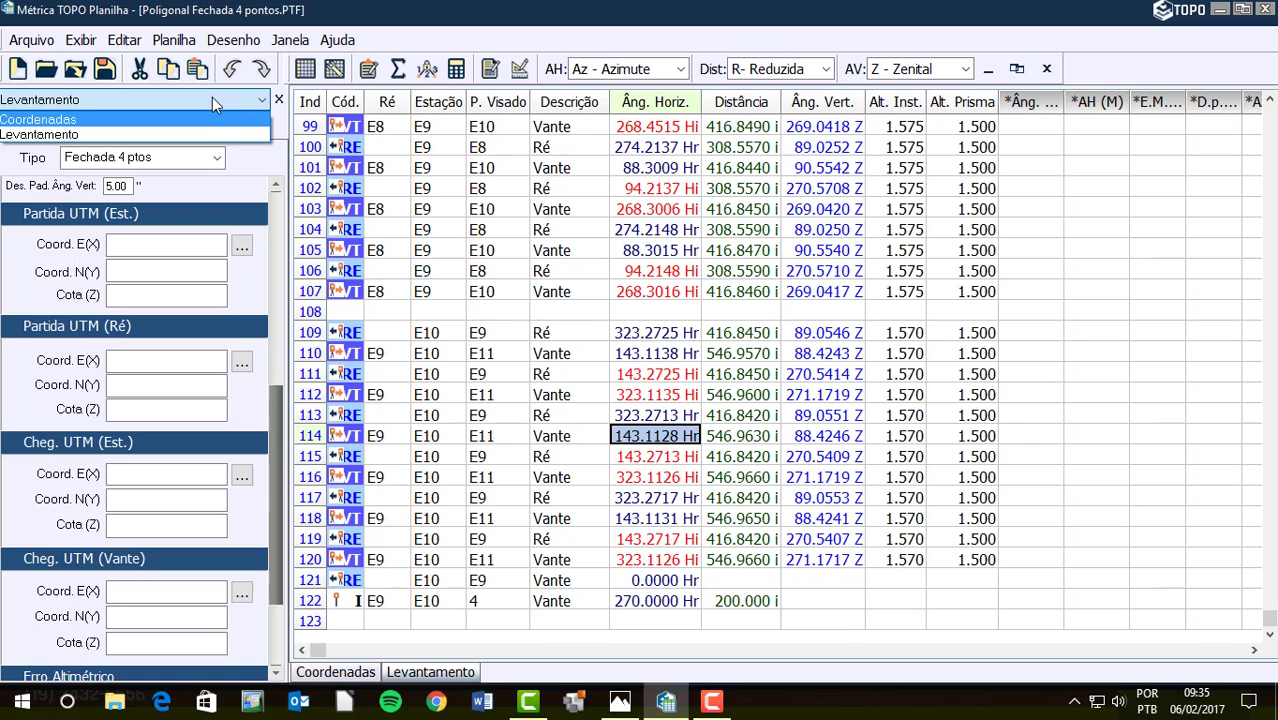 Métrica TOPO Planilha - [Poligonal Fechada 4 pontos.PTF]
TOPO
Arquivo Exibir Editar Planilha Desenho Janela Ajuda
AH: Az - Azimute Dist: R- Reduzida AV: Z - Zenital
Levantamento
Coordenadas
Levantamento
Tipo Fechada 4 ptos
Des. Pad. Âng. Vert: 5.00 "
Partida UTM (Est.)
Coord. E(X) ...
Coord. N(Y)
Cota (Z)
Partida UTM (Ré)
Coord. E(X) ...
Coord. N(Y)
Cota (Z)
Cheg. UTM (Est.)
Coord. E(X) ...
Coord. N(Y)
Cota (Z)
Cheg. UTM (Vante)
Coord. E(X) ...
Coord. N(Y)
Cota (Z)
Erro Altimétrico
Ind Cód. Ré Estação P. Visado Descrição Âng. Horiz. Distância Âng. Vert. Alt. Inst. Alt. Prisma *Âng. ... *AH (M) *E.M.... *D.p.... *A
99 VT E8 E9 E10 Vante 268.4515 Hi 416.8490 i 269.0418 Z 1.575 1.500
100 RE E9 E8 Ré 274.2137 Hr 308.5570 i 89.0252 Z 1.575 1.500
101 VT E8 E9 E10 Vante 88.3009 Hr 416.8440 i 90.5542 Z 1.575 1.500
102 RE E9 E8 Ré 94.2137 Hi 308.5570 i 270.5708 Z 1.575 1.500
103 VT E8 E9 E10 Vante 268.3006 Hi 416.8450 i 269.0420 Z 1.575 1.500
104 RE E9 E8 Ré 274.2148 Hr 308.5590 i 89.0250 Z 1.575 1.500
105 VT E8 E9 E10 Vante 88.3015 Hr 416.8470 i 90.5540 Z 1.575 1.500
106 RE E9 E8 Ré 94.2148 Hi 308.5590 i 270.5710 Z 1.575 1.500
107 VT E8 E9 E10 Vante 268.3016 Hi 416.8460 i 269.0417 Z 1.575 1.500
108
109 RE E10 E9 Ré 323.2725 Hr 416.8450 i 89.0546 Z 1.570 1.500
110 VT E9 E10 E11 Vante 143.1138 Hr 546.9570 i 88.4243 Z 1.570 1.500
111 RE E10 E9 Ré 143.2725 Hi 416.8450 i 270.5414 Z 1.570 1.500
112 VT E9 E10 E11 Vante 323.1135 Hi 546.9600 i 271.1719 Z 1.570 1.500
113 RE E10 E9 Ré 323.2713 Hr 416.8420 i 89.0551 Z 1.570 1.500
114 VT E9 E10 E11 Vante 143.1128 Hr 546.9630 i 88.4246 Z 1.570 1.500
115 RE E10 E9 Ré 143.2713 Hi 416.8420 i 270.5409 Z 1.570 1.500
116 VT E9 E10 E11 Vante 323.1126 Hi 546.9660 i 271.1719 Z 1.570 1.500
117 RE E10 E9 Ré 323.2717 Hr 416.8420 i 89.0553 Z 1.570 1.500
118 VT E9 E10 E11 Vante 143.1131 Hr 546.9650 i 88.4241 Z 1.570 1.500
119 RE E10 E9 Ré 143.2717 Hi 416.8420 i 270.5407 Z 1.570 1.500
120 VT E9 E10 E11 Vante 323.1126 Hi 546.9660 i 271.1717 Z 1.570 1.500
121 RE E10 E9 Vante 0.0000 Hr
122 I E9 E10 4 Vante 270.0000 Hr 200.000 i
123
Coordenadas Levantamento
POR
PTB
09:35
06/02/2017